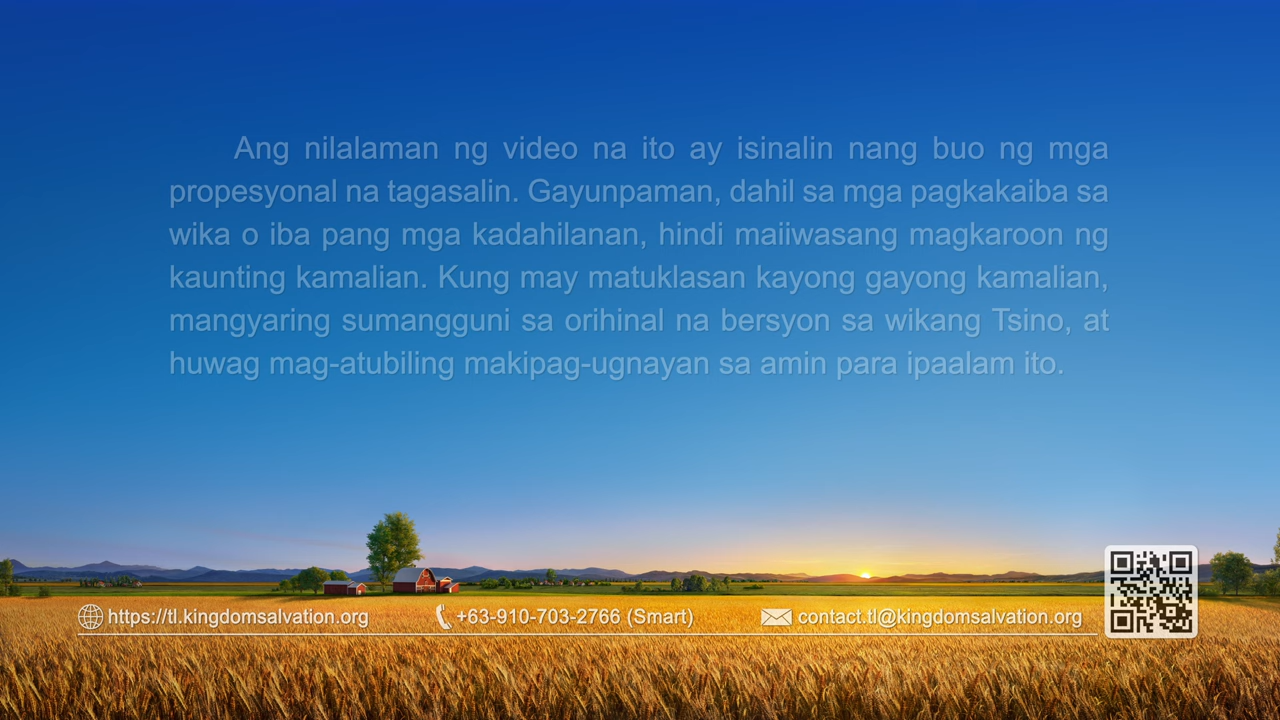 Ang nilalaman ng video na ito ay isinalin nang buo ng mga
propesyonal na tagasalin. Gayunpaman, dahil sa mga pagkakaiba sa
wika o iba pang mga kadahilanan, hindi maiiwasang magkaroon ng
kaunting kamalian. Kung may matuklasan kayong gayong kamalian,
mangyaring sumangguni sa orihinal na bersyon sa wikang Tsino, at
huwag mag-atubiling makipag-ugnayan sa amin para ipaalam ito.
https://tl.kingdomsalvation.org +63-910-703-2766 (Smart) contact.tl@kingdomsalvation.org